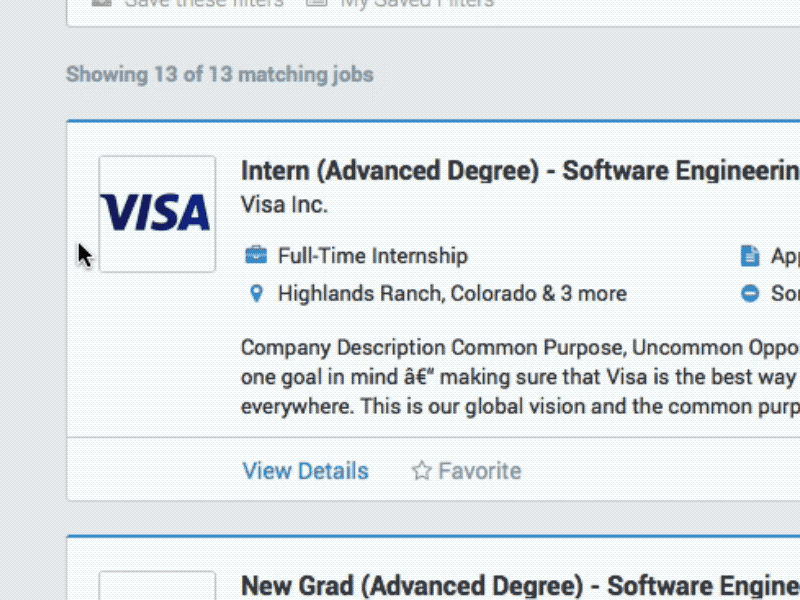 Save these filters My Saved Filters
Showing 13 of 13 matching jobs
VISA
Intern (Advanced Degree) - Software Engineerin
Visa Inc.
Full-Time Internship App
Highlands Ranch, Colorado & 3 more Sor
Company Description Common Purpose, Uncommon Oppo
one goal in mind â€“ making sure that Visa is the best way
everywhere. This is our global vision and the common purp
View Details Favorite
New Grad (Advanced Degree) - Software Engine